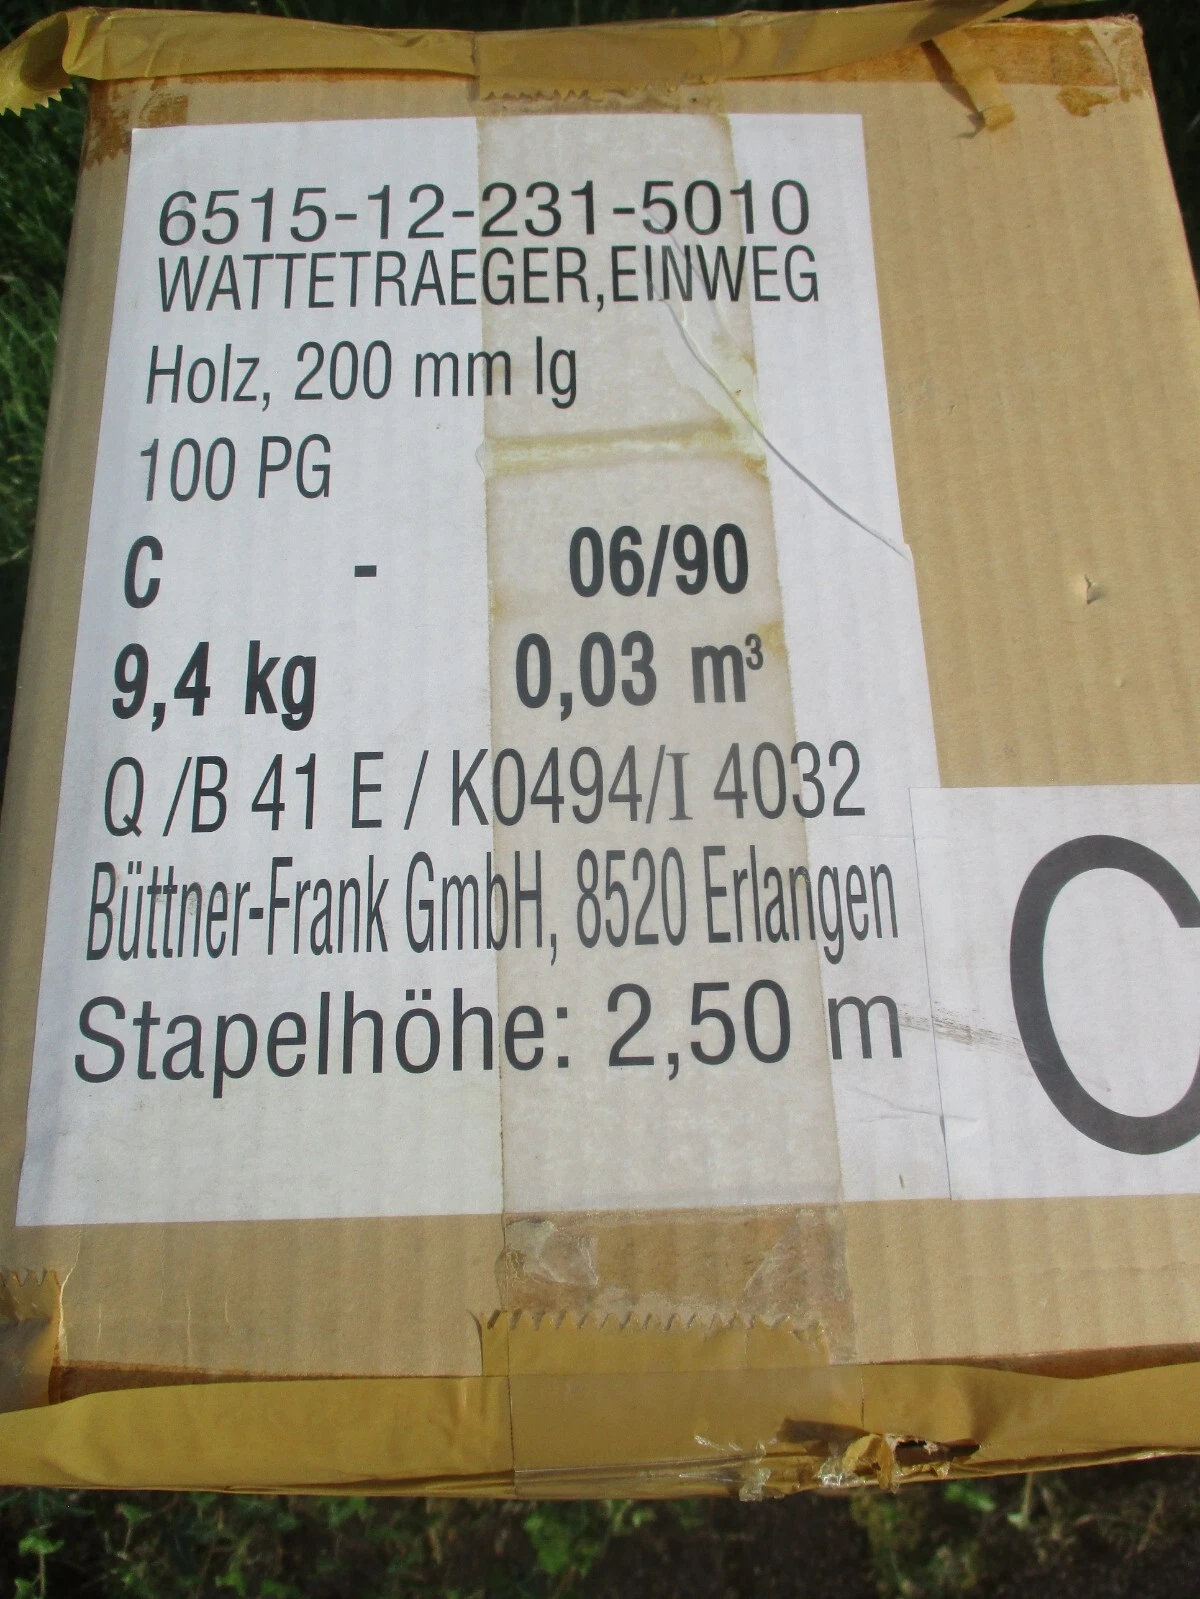 6515-12-231-5010
WATTETRAEGER,EINWEG
Holz, 200 mm lg
100 PG
C - 06/90
9,4 kg 0,03 m³
Q /B 41 E / K0494/I 4032
Büttner-Frank GmbH, 8520 Erlangen
Stapelhöhe: 2,50 m
C